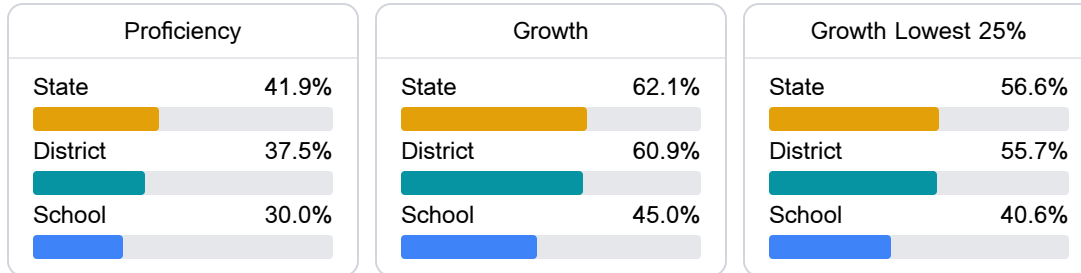 Proficiency
State 41.9%
District 37.5%
School 30.0%
Growth
State 62.1%
District 60.9%
School 45.0%
Growth Lowest 25%
State 56.6%
District 55.7%
School 40.6%